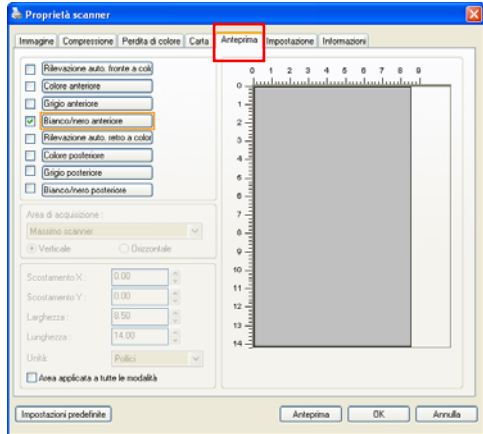 Proprietà scanner
Immagine Compressione Perdita di colore Carta Anteprima Impostazione Informazioni
Rilevazione auto. fronte a col
Colore anteriore
Grigio anteriore
Bianco/nero anteriore
Rilevazione auto. retro a color
Colore posteriore
Grigio posteriore
Bianco/nero posteriore
Area di acquisizione :
Massimo scanner
Verticale Orizzontale
Scostamento X : 0.00
Scostamento Y : 0.00
Larghezza : 8.50
Lunghezza : 14.00
Unità: Pollici
Area applicata a tutte le modalità
0 1 2 3 4 5 6 7 8 9
0
1
2
3
4
5
6
7
8
9
10
11
12
13
14
Impostazioni predefinite Anteprima OK Annulla